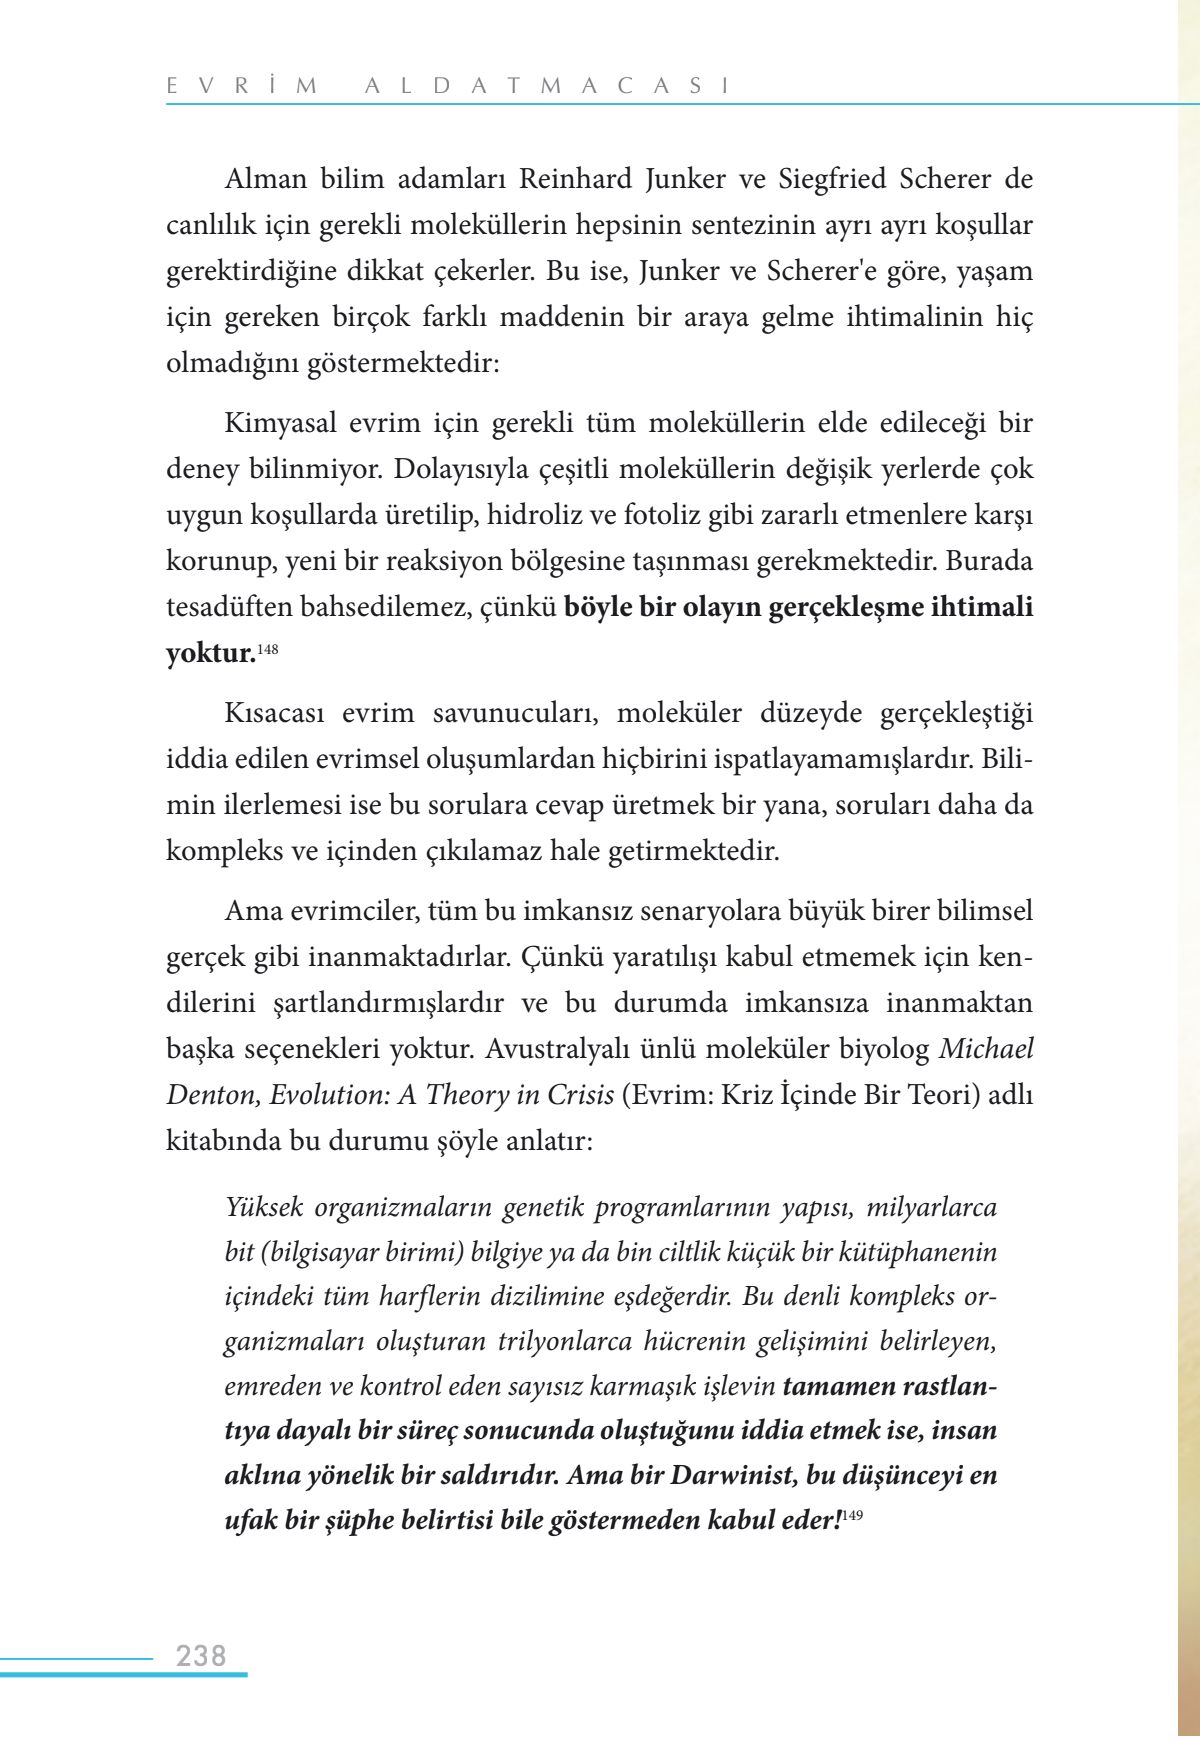 EVRİM ALDATMACASI
Alman bilim adamları Reinhard Junker ve Siegfried Scherer de
canlılık için gerekli moleküllerin hepsinin sentezinin ayrı ayrı koşullar
gerektirdiğine dikkat çekerler. Bu ise, Junker ve Scherer'e göre, yaşam
için gereken birçok farklı maddenin bir araya gelme ihtimalinin hiç
olmadığını göstermektedir:
Kimyasal evrim için gerekli tüm moleküllerin elde edileceği bir
deney bilinmiyor. Dolayısıyla çeşitli moleküllerin değişik yerlerde çok
uygun koşullarda üretilip, hidroliz ve fotoliz gibi zararlı etmenlere karşı
korunup, yeni bir reaksiyon bölgesine taşınması gerekmektedir. Burada
tesadüften bahsedilemez, çünkü böyle bir olayın gerçekleşme ihtimali
yoktur.148
Kısacası evrim savunucuları, moleküler düzeyde gerçekleştiği
iddia edilen evrimsel oluşumlardan hiçbirini ispatlayamamışlardır. Bili-
min ilerlemesi ise bu sorulara cevap üretmek bir yana, soruları daha da
kompleks ve içinden çıkılamaz hale getirmektedir.
Ama evrimciler, tüm bu imkansız senaryolara büyük birer bilimsel
gerçek gibi inanmaktadırlar. Çünkü yaratılışı kabul etmemek için ken-
dilerini şartlandırmışlardır ve bu durumda imkansıza inanmaktan
başka seçenekleri yoktur. Avustralyalı ünlü moleküler biyolog Michael
Denton, Evolution: A Theory in Crisis (Evrim: Kriz İçinde Bir Teori) adlı
kitabında bu durumu şöyle anlatır:
Yüksek organizmaların genetik programlarının yapısı, milyarlarca
bit (bilgisayar birimi) bilgiye ya da bin ciltlik küçük bir kütüphanenin
içindeki tüm harflerin dizilimine eşdeğerdir. Bu denli kompleks or-
ganizmaları oluşturan trilyonlarca hücrenin gelişimini belirleyen,
emreden ve kontrol eden sayısız karmaşık işlevin tamamen rastlan-
tıya dayalı bir süreç sonucunda oluştuğunu iddia etmek ise, insan
aklına yönelik bir saldırıdır. Ama bir Darwinist, bu düşünceyi en
ufak bir şüphe belirtisi bile göstermeden kabul eder!149
238